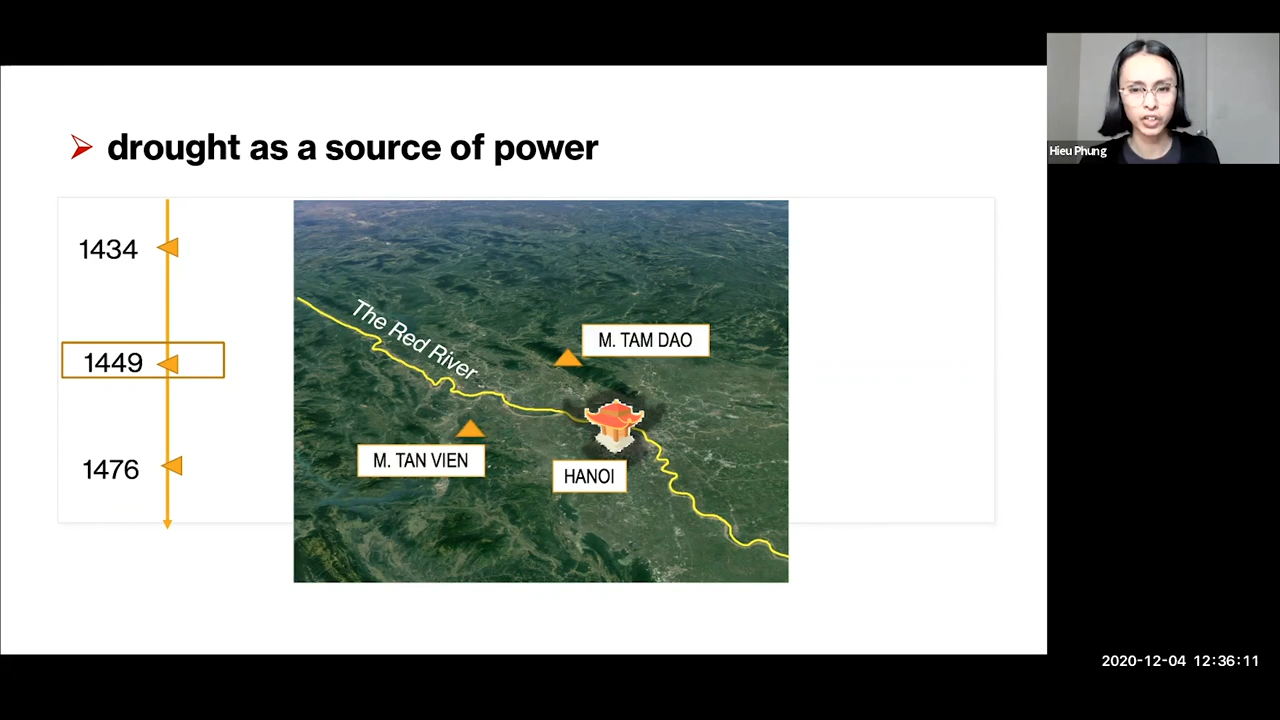 drought as a source of power
1434
1449
1476
The Red River
M. TAM DAO
M. TAN VIEN
HANOI
Hieu Phung
2020-12-04 12:36:11